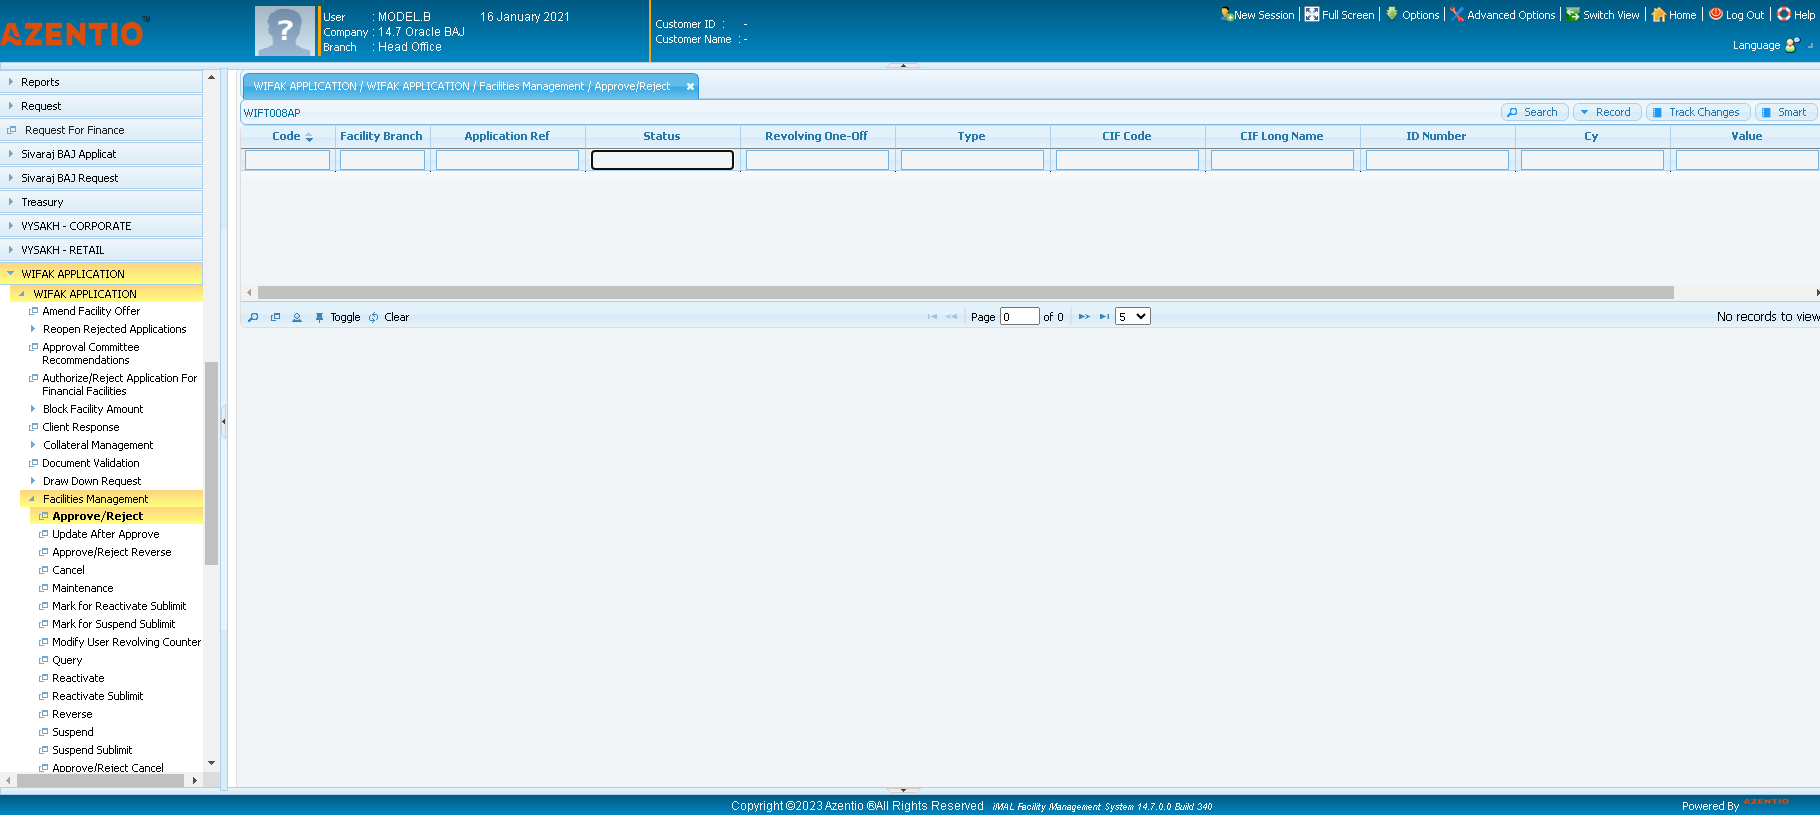 AZENTIO™
User : MODEL.B 16 January 2021
Company : 14.7 Oracle BAJ
Branch : Head Office
Customer ID : -
Customer Name : -
New Session Full Screen Options Advanced Options Switch View Home Log Out Help
Language
Reports
Request
Request For Finance
Sivaraj BAJ Applicat
Sivaraj BAJ Request
Treasury
VYSAKH - CORPORATE
VYSAKH - RETAIL
WIFAK APPLICATION
WIFAK APPLICATION
Amend Facility Offer
Reopen Rejected Applications
Approval Committee
Recommendations
Authorize/Reject Application For
Financial Facilities
Block Facility Amount
Client Response
Collateral Management
Document Validation
Draw Down Request
Facilities Management
Approve/Reject
Update After Approve
Approve/Reject Reverse
Cancel
Maintenance
Mark for Reactivate Sublimit
Mark for Suspend Sublimit
Modify User Revolving Counter
Query
Reactivate
Reactivate Sublimit
Reverse
Suspend
Suspend Sublimit
Approve/Reject Cancel
WIFAK APPLICATION / WIFAK APPLICATION / Facilities Management / Approve/Reject
WIFT008AP
Search Record Track Changes Smart
Code Facility Branch Application Ref Status Revolving One-Off Type CIF Code CIF Long Name ID Number Cy Value
Toggle Clear Page 0 of 0 5 No records to view
Copyright ©2023 Azentio ®All Rights Reserved iMAL Facility Management System 14.7.0.0 Build 340
Powered By AZENTIO